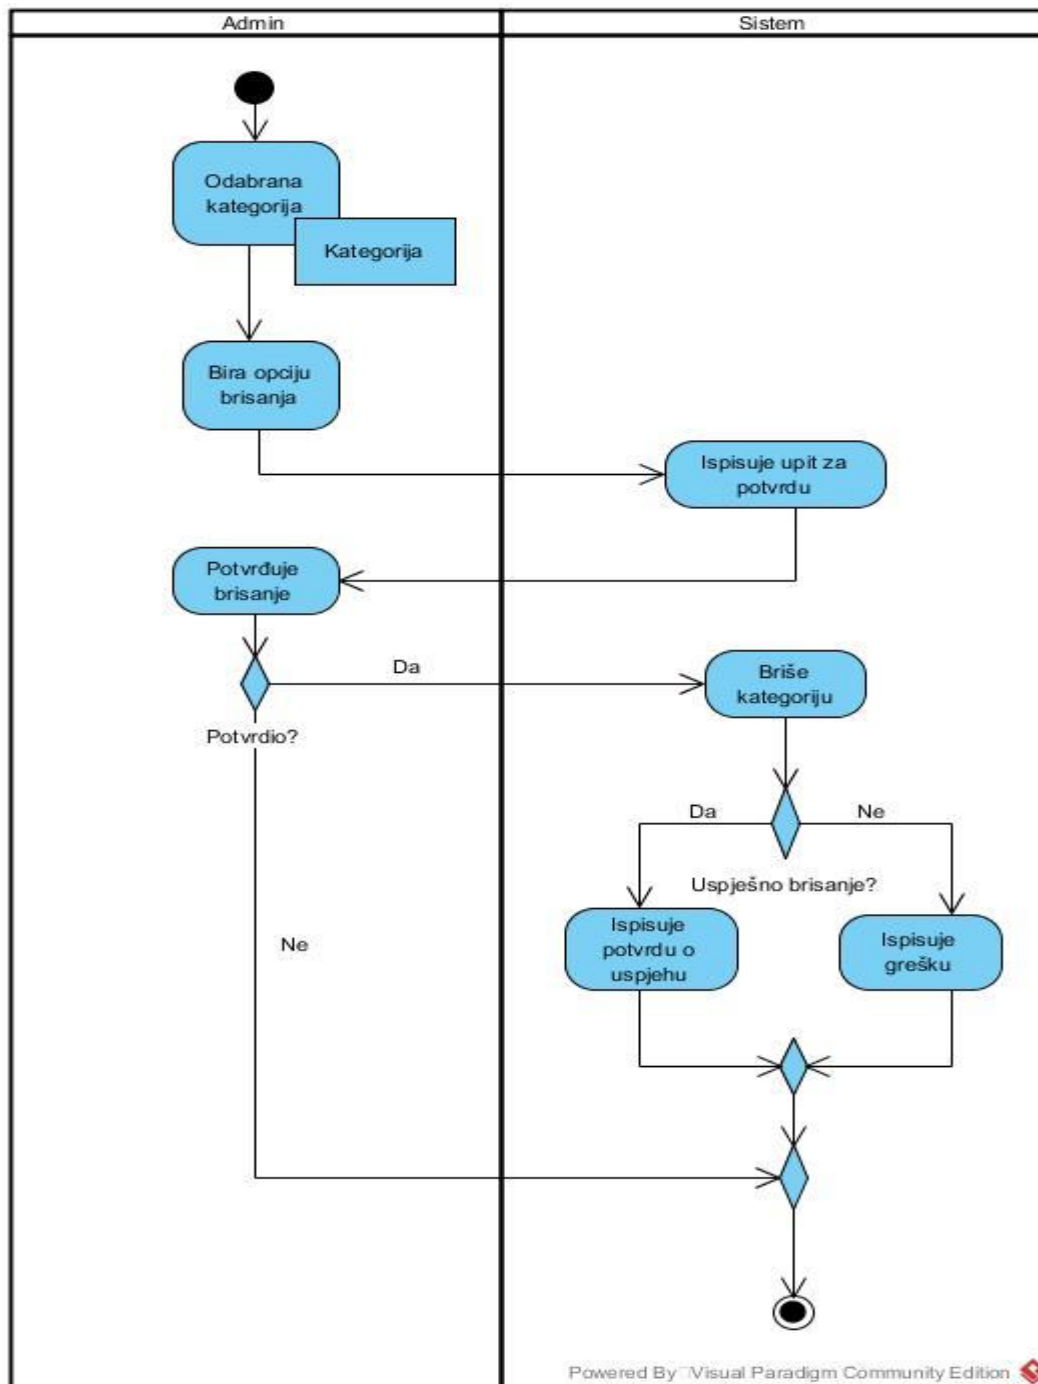 Admin
Sistem
Odabrana
kategorija
Kategorija
Bira opciju
brisanja
Ispisuje upit za
potvrdu
Potvrđuje
brisanje
Da
Briše
kategoriju
Potvrdio?
Da
Ne
Uspješno brisanje?
Ispisuje
potvrdu o
uspjehu
Ispisuje
grešku
Ne
Powered By Visual Paradigm Community Edition